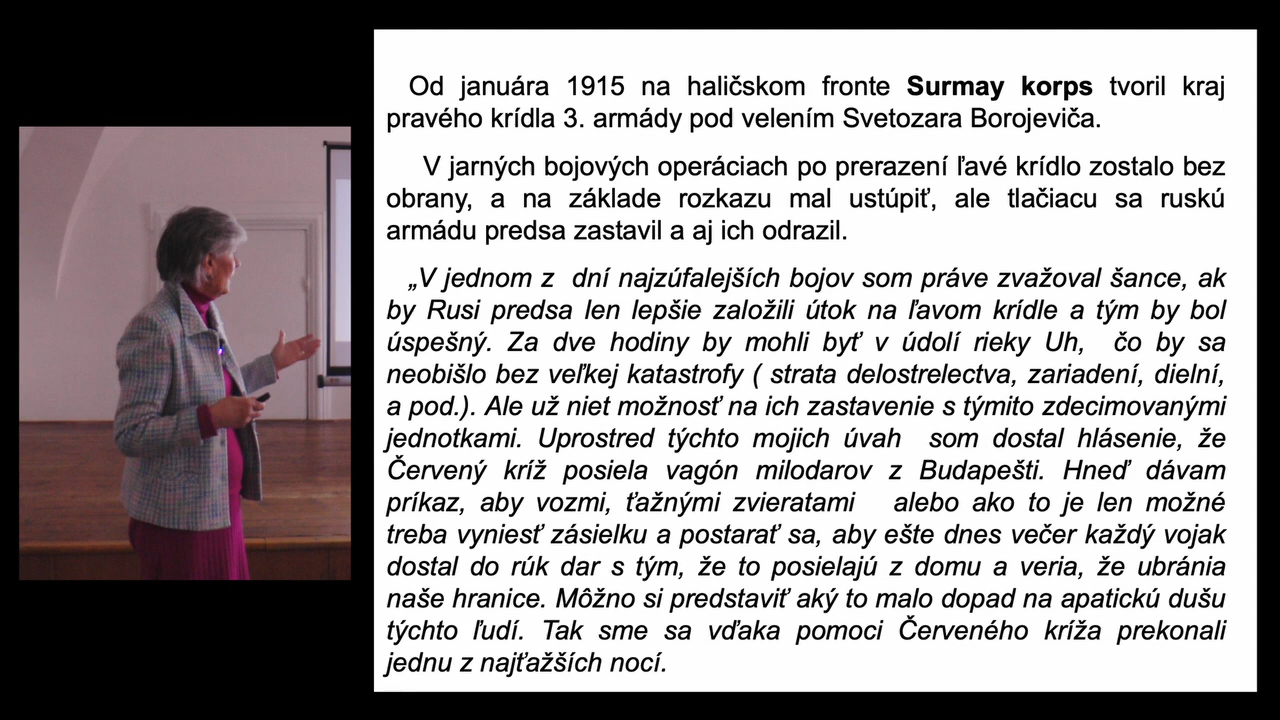 Od januára 1915 na haličskom fronte Surmay korps tvoril kraj
pravého krídla 3. armády pod velením Svetozara Borojeviča.
V jarných bojových operáciach po prerazení ľavé krídlo zostalo bez
obrany, a na základe rozkazu mal ustúpiť, ale tlačiacu sa ruskú
armádu predsa zastavil a aj ich odrazil.
„V jednom z dní najzúfalejších bojov som práve zvažoval šance, ak
by Rusi predsa len lepšie založili útok na ľavom krídle a tým by bol
úspešný. Za dve hodiny by mohli byť v údolí rieky Uh, čo by sa
neobišlo bez veľkej katastrofy ( strata delostrelectva, zariadení, dielní,
a pod.). Ale už niet možnosť na ich zastavenie s týmito zdecimovanými
jednotkami. Uprostred týchto mojich úvah som dostal hlásenie, že
Červený kríž posiela vagón milodarov z Budapešti. Hneď dávam
príkaz, aby vozmi, ťažnými zvieratami alebo ako to je len možné
treba vyniesť zásielku a postarať sa, aby ešte dnes večer každý vojak
dostal do rúk dar s tým, že to posielajú z domu a veria, že ubránia
naše hranice. Môžno si predstaviť aký to malo dopad na apatickú dušu
týchto ľudí. Tak sme sa vďaka pomoci Červeného kríža prekonali
jednu z najťažších nocí.